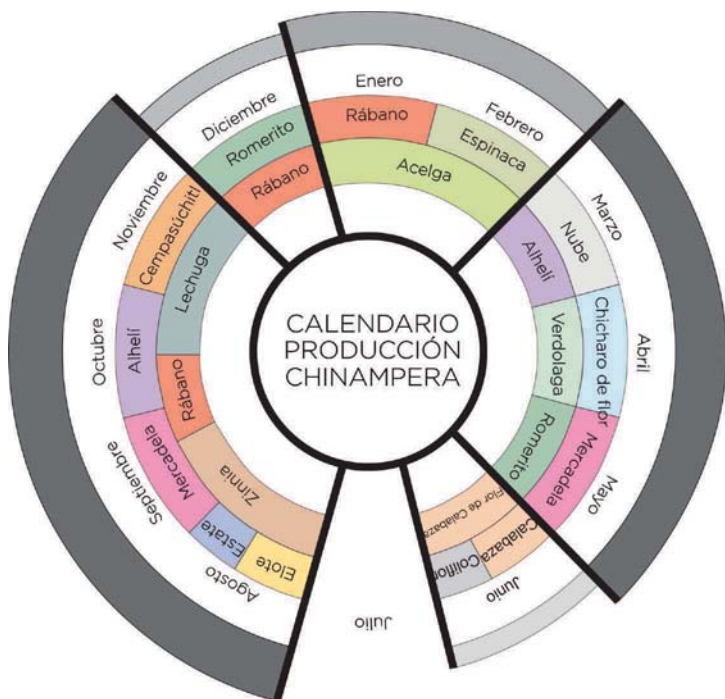 CALENDARIO
PRODUCCIÓN
CHINAMPERA
Enero
Rábano
Acelga
Febrero
Espinaca
Marzo
Nube
Alhelí
Abril
Chicharo de flor
Verdolaga
Mayo
Mercadela
Romerito
Junio
Calabaza
Coliflor
Flor de Calabaza
Julio
Agosto
Elote
Estate
Zinnia
Septiembre
Mercadela
Rábano
Octubre
Alhelí
Lechuga
Noviembre
Cempasúchitl
Diciembre
Romerito
Rábano